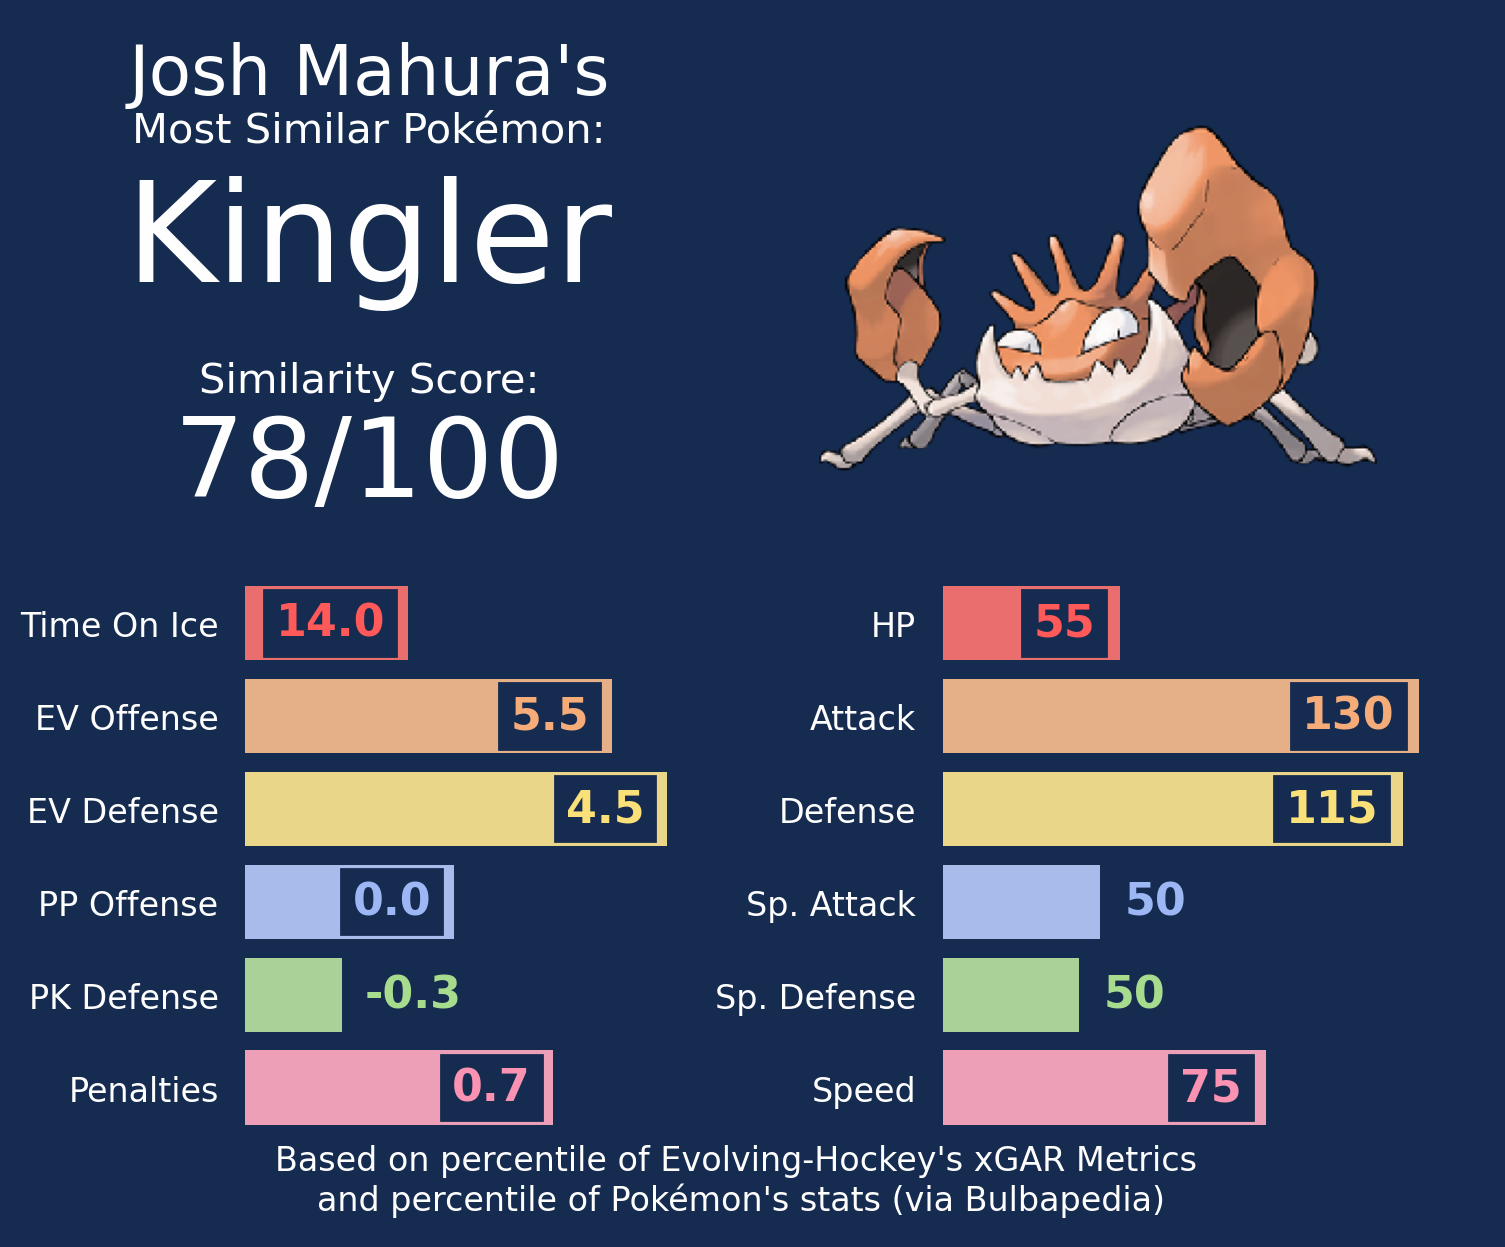 Josh Mahura's
Most Similar Pokémon:
Kingler
Similarity Score:
78/100
Time On Ice 14.0
EV Offense 5.5
EV Defense 4.5
PP Offense 0.0
PK Defense -0.3
Penalties 0.7
HP 55
Attack 130
Defense 115
Sp. Attack 50
Sp. Defense 50
Speed 75
Based on percentile of Evolving-Hockey's xGAR Metrics
and percentile of Pokémon's stats (via Bulbapedia)